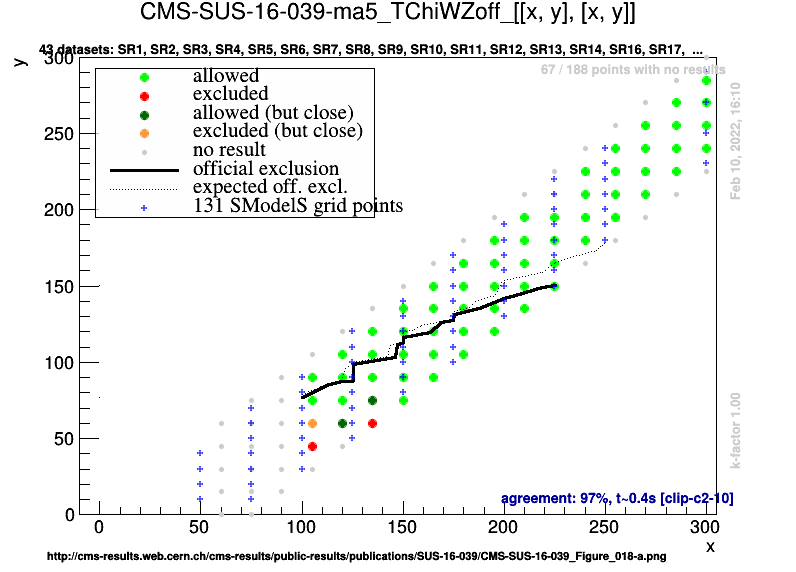 CMS-SUS-16-039-ma5_TChiWZoff_[[x, y], [x, y]]
43 datasets: SR1, SR2, SR3, SR4, SR5, SR6, SR7, SR8, SR9, SR10, SR11, SR12, SR13, SR14, SR16, SR17, ...
y
300
67 / 188 points with no results
allowed
excluded
allowed (but close)
excluded (but close)
no result
official exclusion
expected off. excl.
131 SModelS grid points
Feb 10, 2022, 16:10
250
200
150
100
50
0
k-factor 1.00
agreement: 97%, t~0.4s [clip-c2-10]
0 50 100 150 200 250 300
x
http://cms-results.web.cern.ch/cms-results/public-results/publications/SUS-16-039/CMS-SUS-16-039_Figure_018-a.png